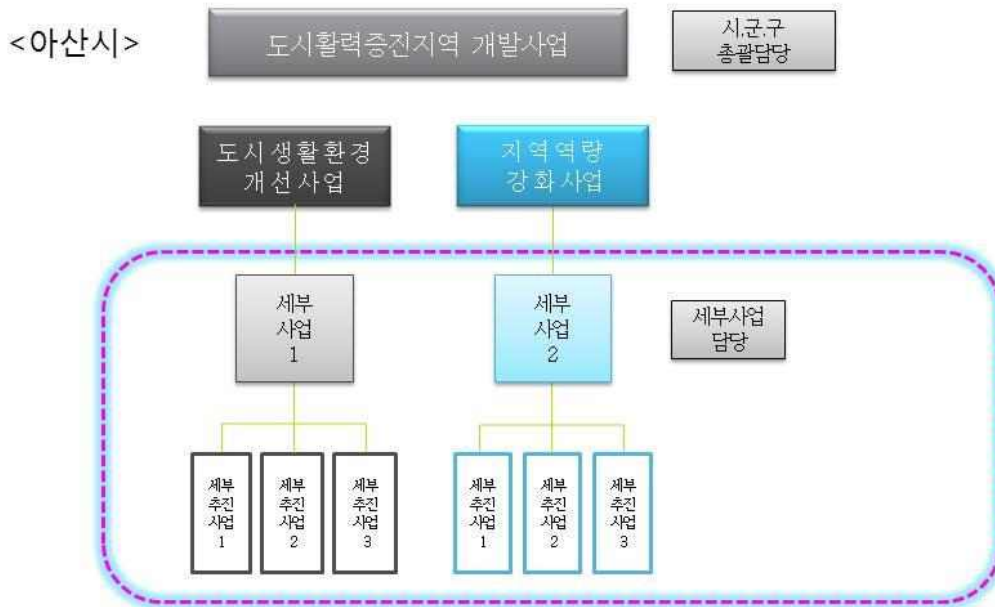 <아산시>
도시활력증진지역 개발사업
시.군.구
총괄담당
도시생활환경
개선사업
지역역량
강화사업
세부
사업
1
세부
사업
2
세부사업
담당
세부
추진
사업
1
세부
추진
사업
2
세부
추진
사업
3
세부
추진
사업
1
세부
추진
사업
2
세부
추진
사업
3